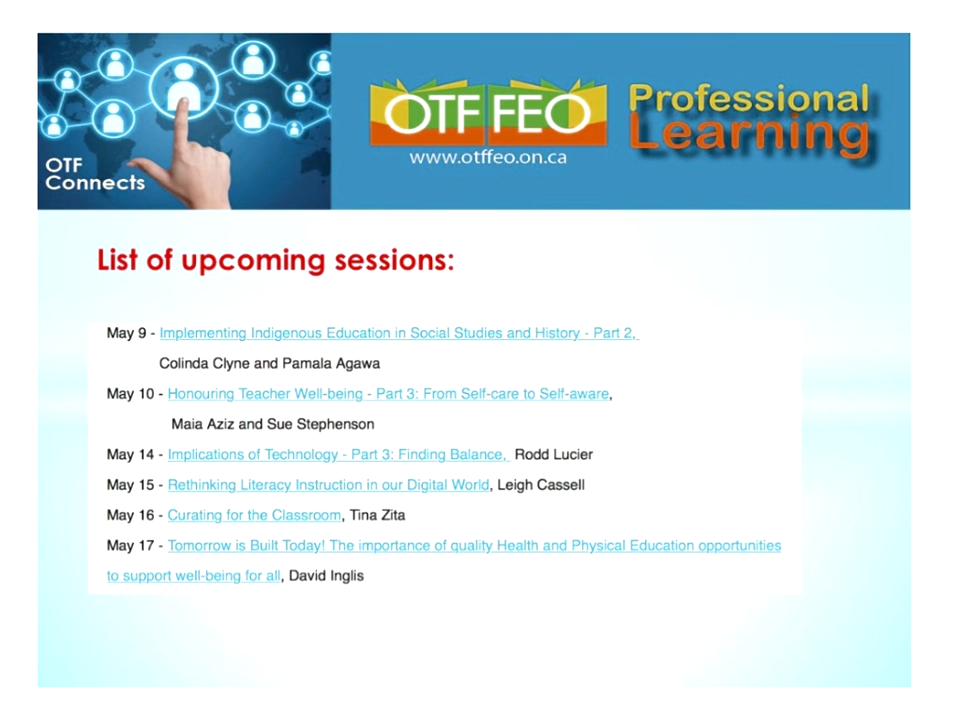 OTF
Connects
OTF FEO
www.otffeo.on.ca
Professional
Learning
List of upcoming sessions:
May 9 - Implementing Indigenous Education in Social Studies and History - Part 2,
Colinda Clyne and Pamala Agawa
May 10 - Honouring Teacher Well-being - Part 3: From Self-care to Self-aware,
Maia Aziz and Sue Stephenson
May 14 - Implications of Technology - Part 3: Finding Balance, Rodd Lucier
May 15 - Rethinking Literacy Instruction in our Digital World, Leigh Cassell
May 16 - Curating for the Classroom, Tina Zita
May 17 - Tomorrow is Built Today! The importance of quality Health and Physical Education opportunities
to support well-being for all, David Inglis